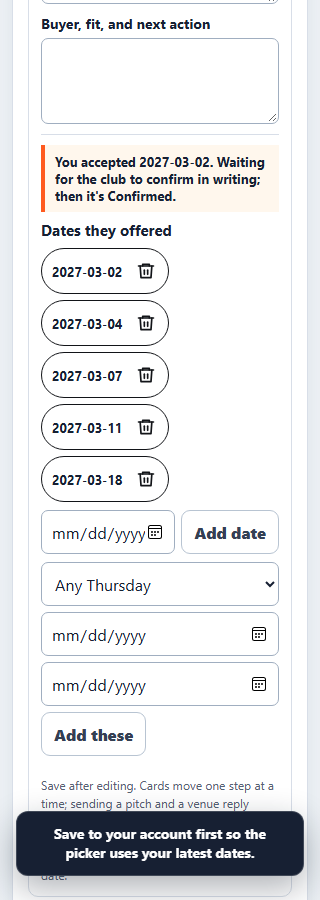 Buyer, fit, and next action
You accepted 2027-03-02. Waiting
for the club to confirm in writing;
then it's Confirmed.
Dates they offered
2027-03-02
2027-03-04
2027-03-07
2027-03-11
2027-03-18
mm/dd/yyyy
Add date
Any Thursday
mm/dd/yyyy
mm/dd/yyyy
Add these
Save after editing. Cards move one step at a
time; sending a pitch and a venue reply
Save to your account first so the
picker uses your latest dates.
date.